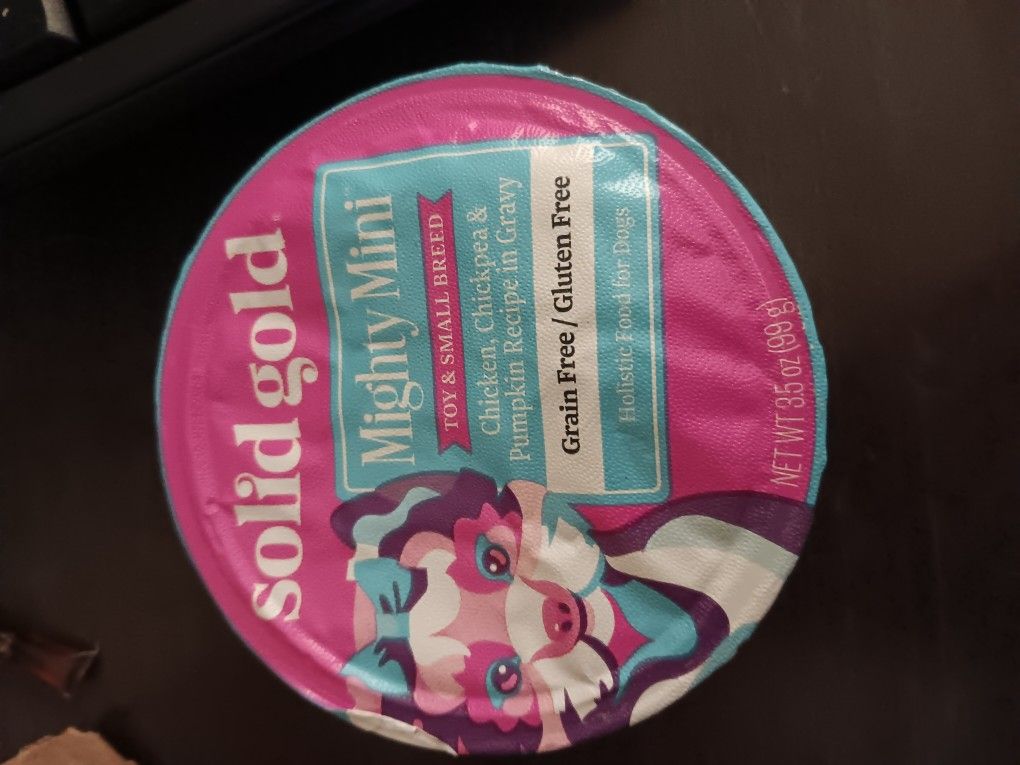 solid gold
Mighty Mini
TOY & SMALL BREED
Chicken, Chickpea &
Pumpkin Recipe in Gravy
Grain Free / Gluten Free
Holistic Food for Dogs
NET WT 3.5 oz (99 g)